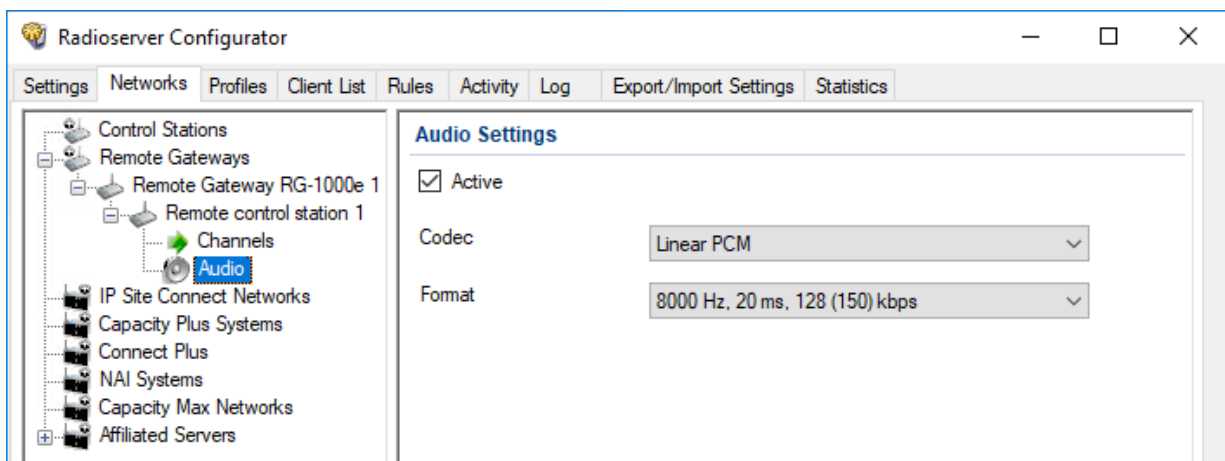 Radioserver Configurator
Settings Networks Profiles Client List Rules Activity Log Export/Import Settings Statistics
Control Stations
Remote Gateways
Remote Gateway RG-1000e 1
Remote control station 1
Channels
Audio
IP Site Connect Networks
Capacity Plus Systems
Connect Plus
NAI Systems
Capacity Max Networks
Affiliated Servers
Audio Settings
Active
Codec Linear PCM
Format 8000 Hz, 20 ms, 128 (150) kbps